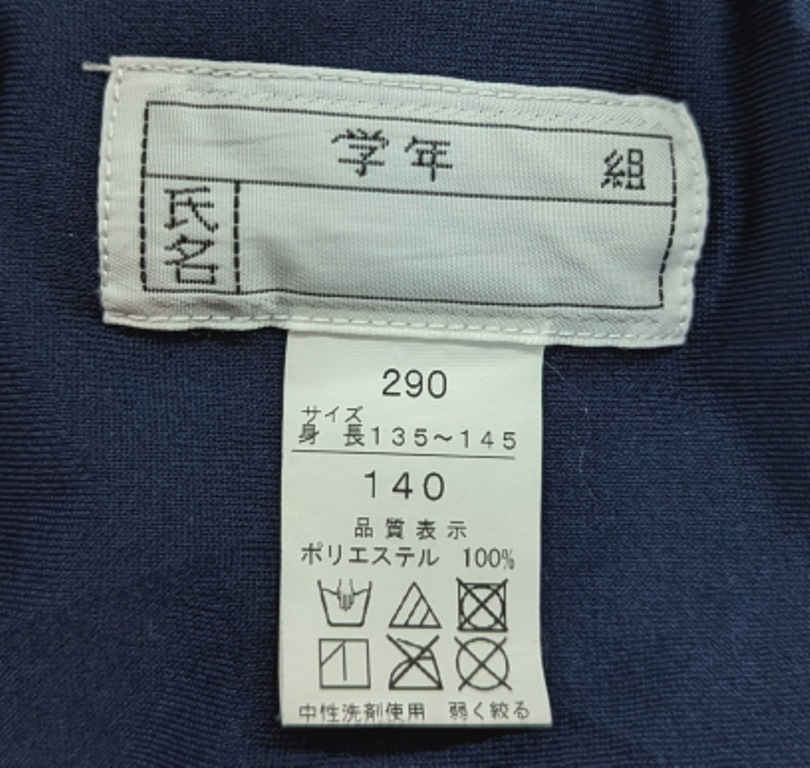 学年 組
氏名
290
サイズ
身 長135～145
140
品質表示
ポリエステル 100%
中性洗剤使用 弱く絞る